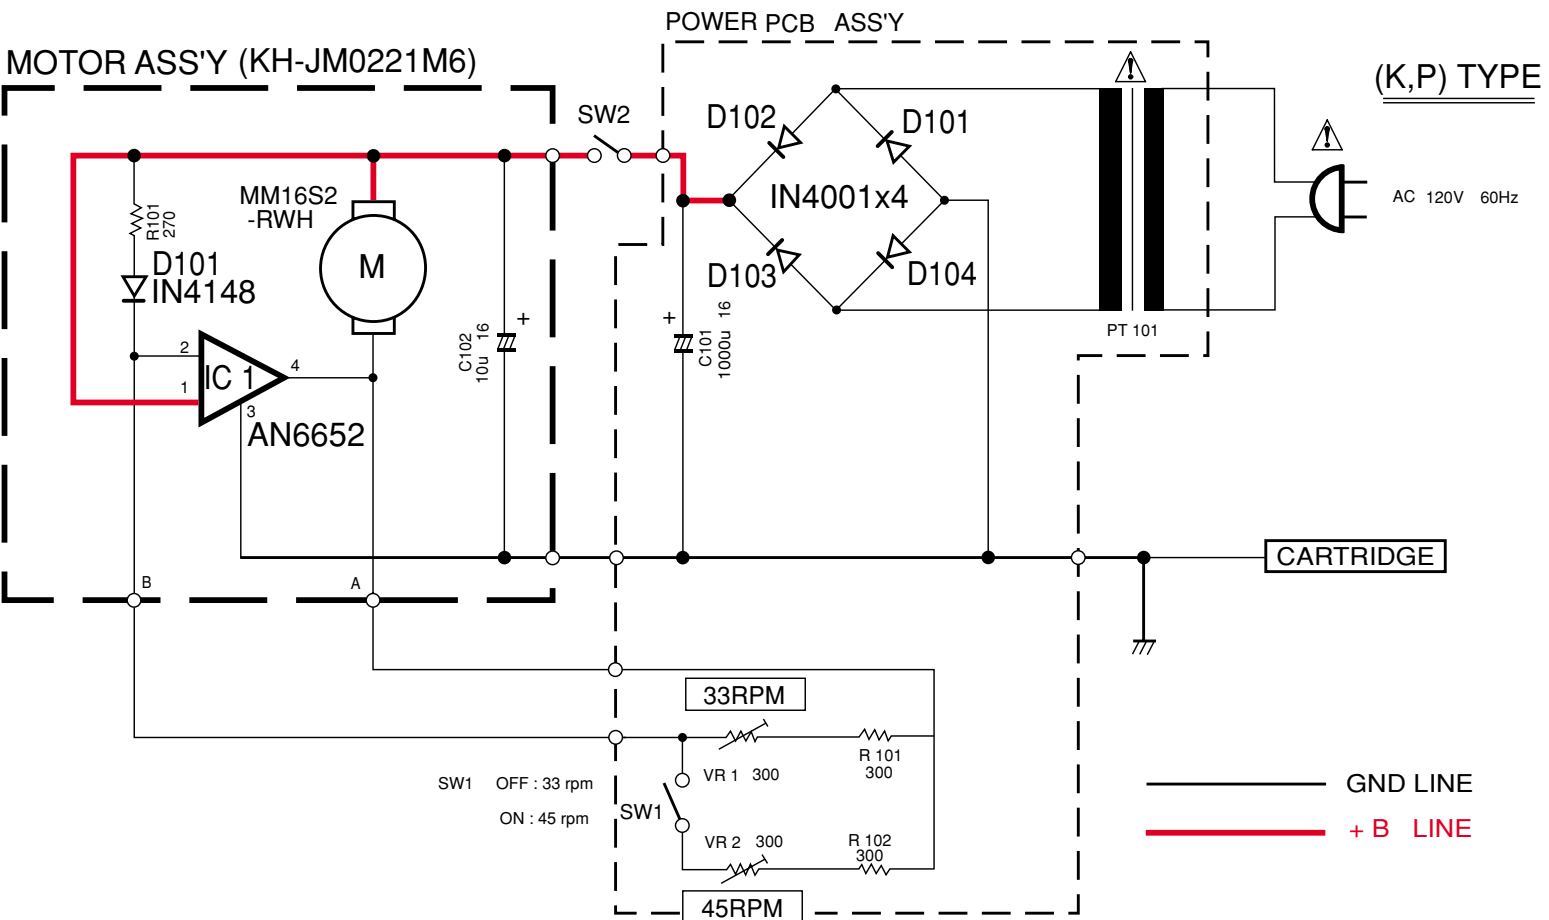 POWER PCB ASS'Y
MOTOR ASS'Y (KH-JM0221M6)
(K,P) TYPE
SW2
D102
D101
IN4001x4
D103
D104
AC 120V 60Hz
PT 101
MM16S2
-RWH
M
R101
270
D101
IN4148
2
1
IC 1
4
3
AN6652
+
C102
10u 16
+
C101
1000u 16
CARTRIDGE
B
A
33RPM
VR 1 300
R 101
300
SW1 OFF : 33 rpm
ON : 45 rpm
SW1
VR 2 300
R 102
300
45RPM
GND LINE
+ B LINE